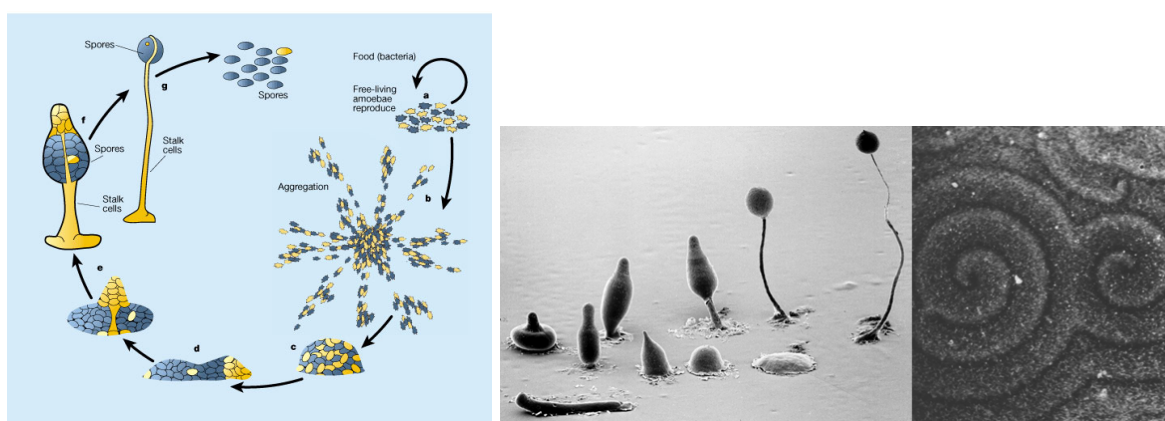 Spores
g
Spores
Food (bacteria)
Free-living
amoebae
reproduce
a
f
Spores
Stalk
cells
Stalk
cells
Aggregation
b
e
d
c